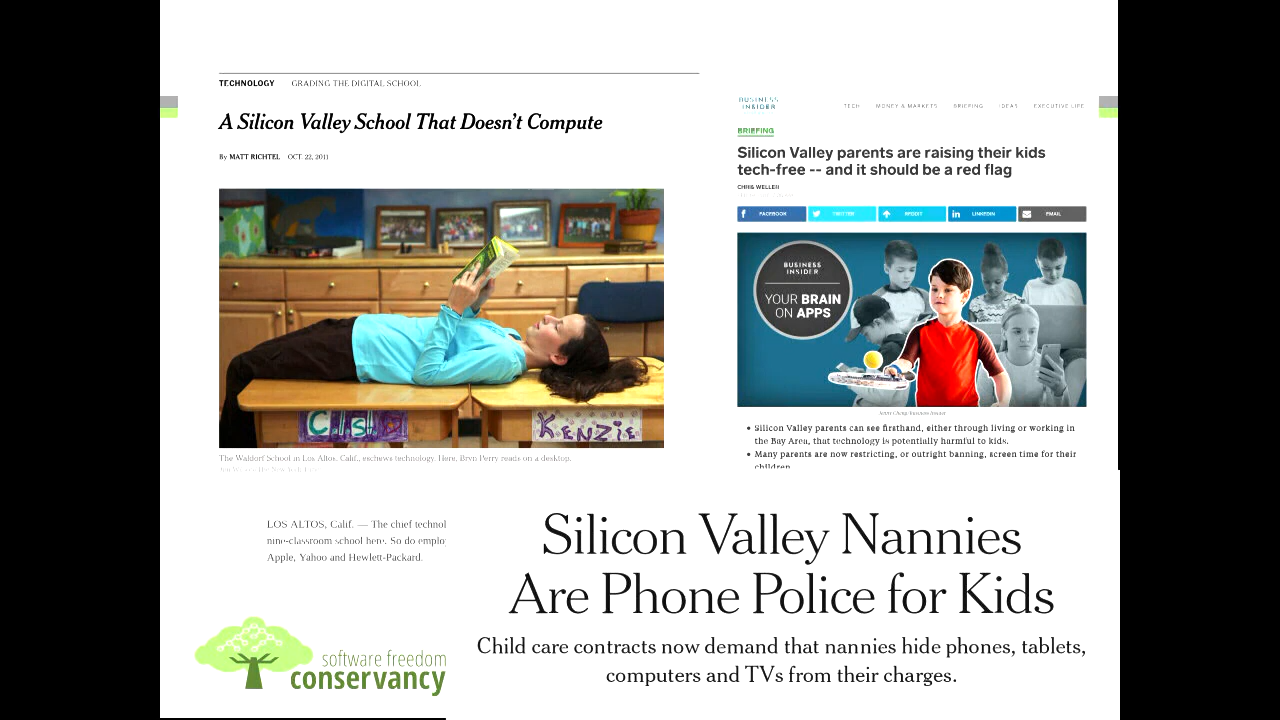 TECHNOLOGY GRADING THE DIGITAL SCHOOL
A Silicon Valley School That Doesn't Compute
By MATT RICHTEL OCT. 22, 2011
CISA
KENZIE
The Waldorf School in Los Altos, Calif., eschews technology. Here, Bryn Perry reads on a desktop.
LOS ALTOS, Calif. — The chief technol
nine-classroom school here. So do emplo
Apple, Yahoo and Hewlett-Packard.
software freedom
conservancy
BUSINESS
INSIDER
TECH MONEY & MARKETS BRIEFING IDEAS EXECUTIVE LIFE
BRIEFING
Silicon Valley parents are raising their kids
tech-free -- and it should be a red flag
CHRIS WELLER
FACEBOOK TWITTER REDDIT LINKEDIN EMAIL
BUSINESS
INSIDER
YOUR BRAIN
ON APPS
• Silicon Valley parents can see firsthand, either through living or working in
the Bay Area, that technology is potentially harmful to kids.
• Many parents are now restricting, or outright banning, screen time for their
children
Silicon Valley Nannies
Are Phone Police for Kids
Child care contracts now demand that nannies hide phones, tablets,
computers and TVs from their charges.